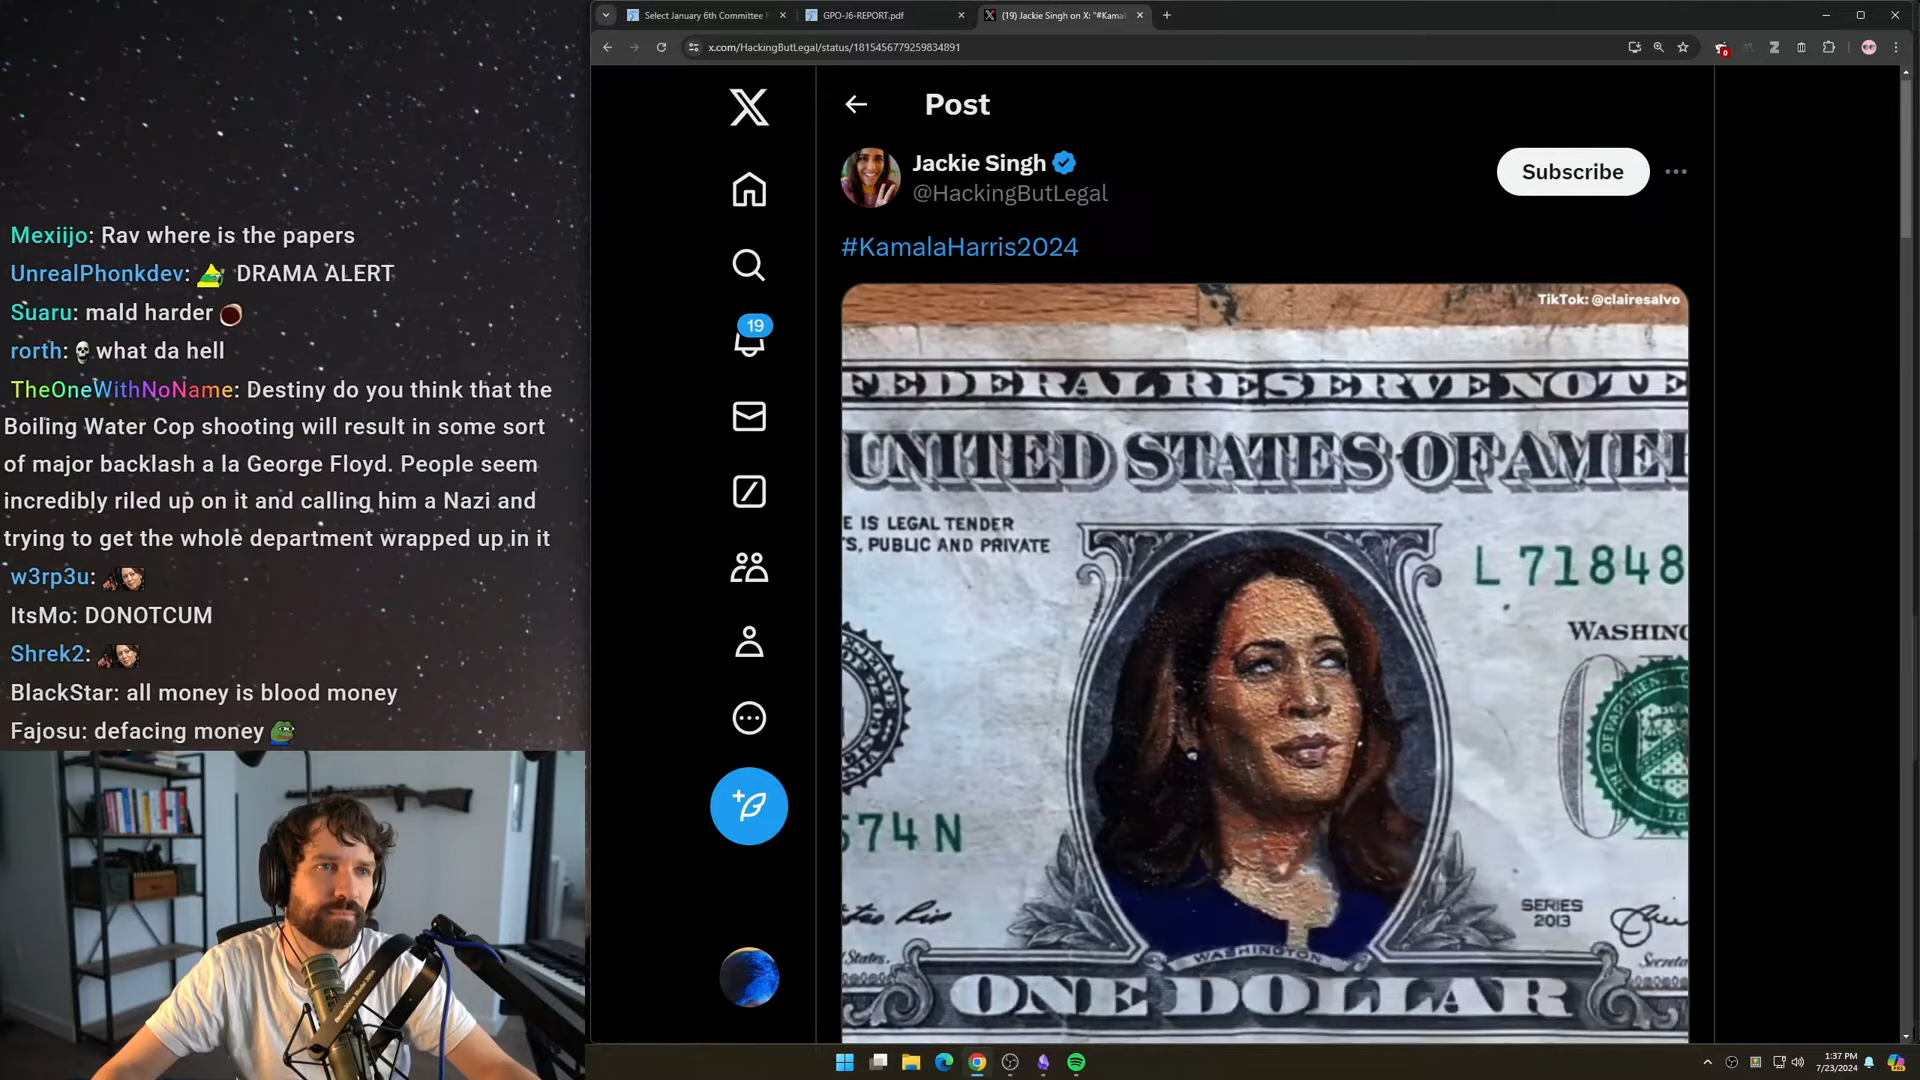 Select January 6th Committee
GPO-J6-REPORT.pdf
(19) Jackie Singh on X: "#Kamal
x.com/HackingButLegal/status/1815456779259834891
Post
Jackie Singh
@HackingButLegal
Subscribe
#KamalaHarris2024
19
TikTok: @clairesalvo
FEDERAL RESERVE NOTE
UNITED STATES OF AMER
E IS LEGAL TENDER
TS, PUBLIC AND PRIVATE
L 71848
WASHING
574 N
SERIES
2013
States.
Secreta
WASHINGTON
ONE DOLLAR
Mexiijo: Rav where is the papers
UnrealPhonkdev: DRAMA ALERT
Suaru: mald harder
rorth: what da hell
TheOneWithNoName: Destiny do you think that the
Boiling Water Cop shooting will result in some sort
of major backlash a la George Floyd. People seem
incredibly riled up on it and calling him a Nazi and
trying to get the whole department wrapped up in it
w3rp3u:
ItsMo: DONOTCUM
Shrek2:
BlackStar: all money is blood money
Fajosu: defacing money
1:37 PM
7/23/2024